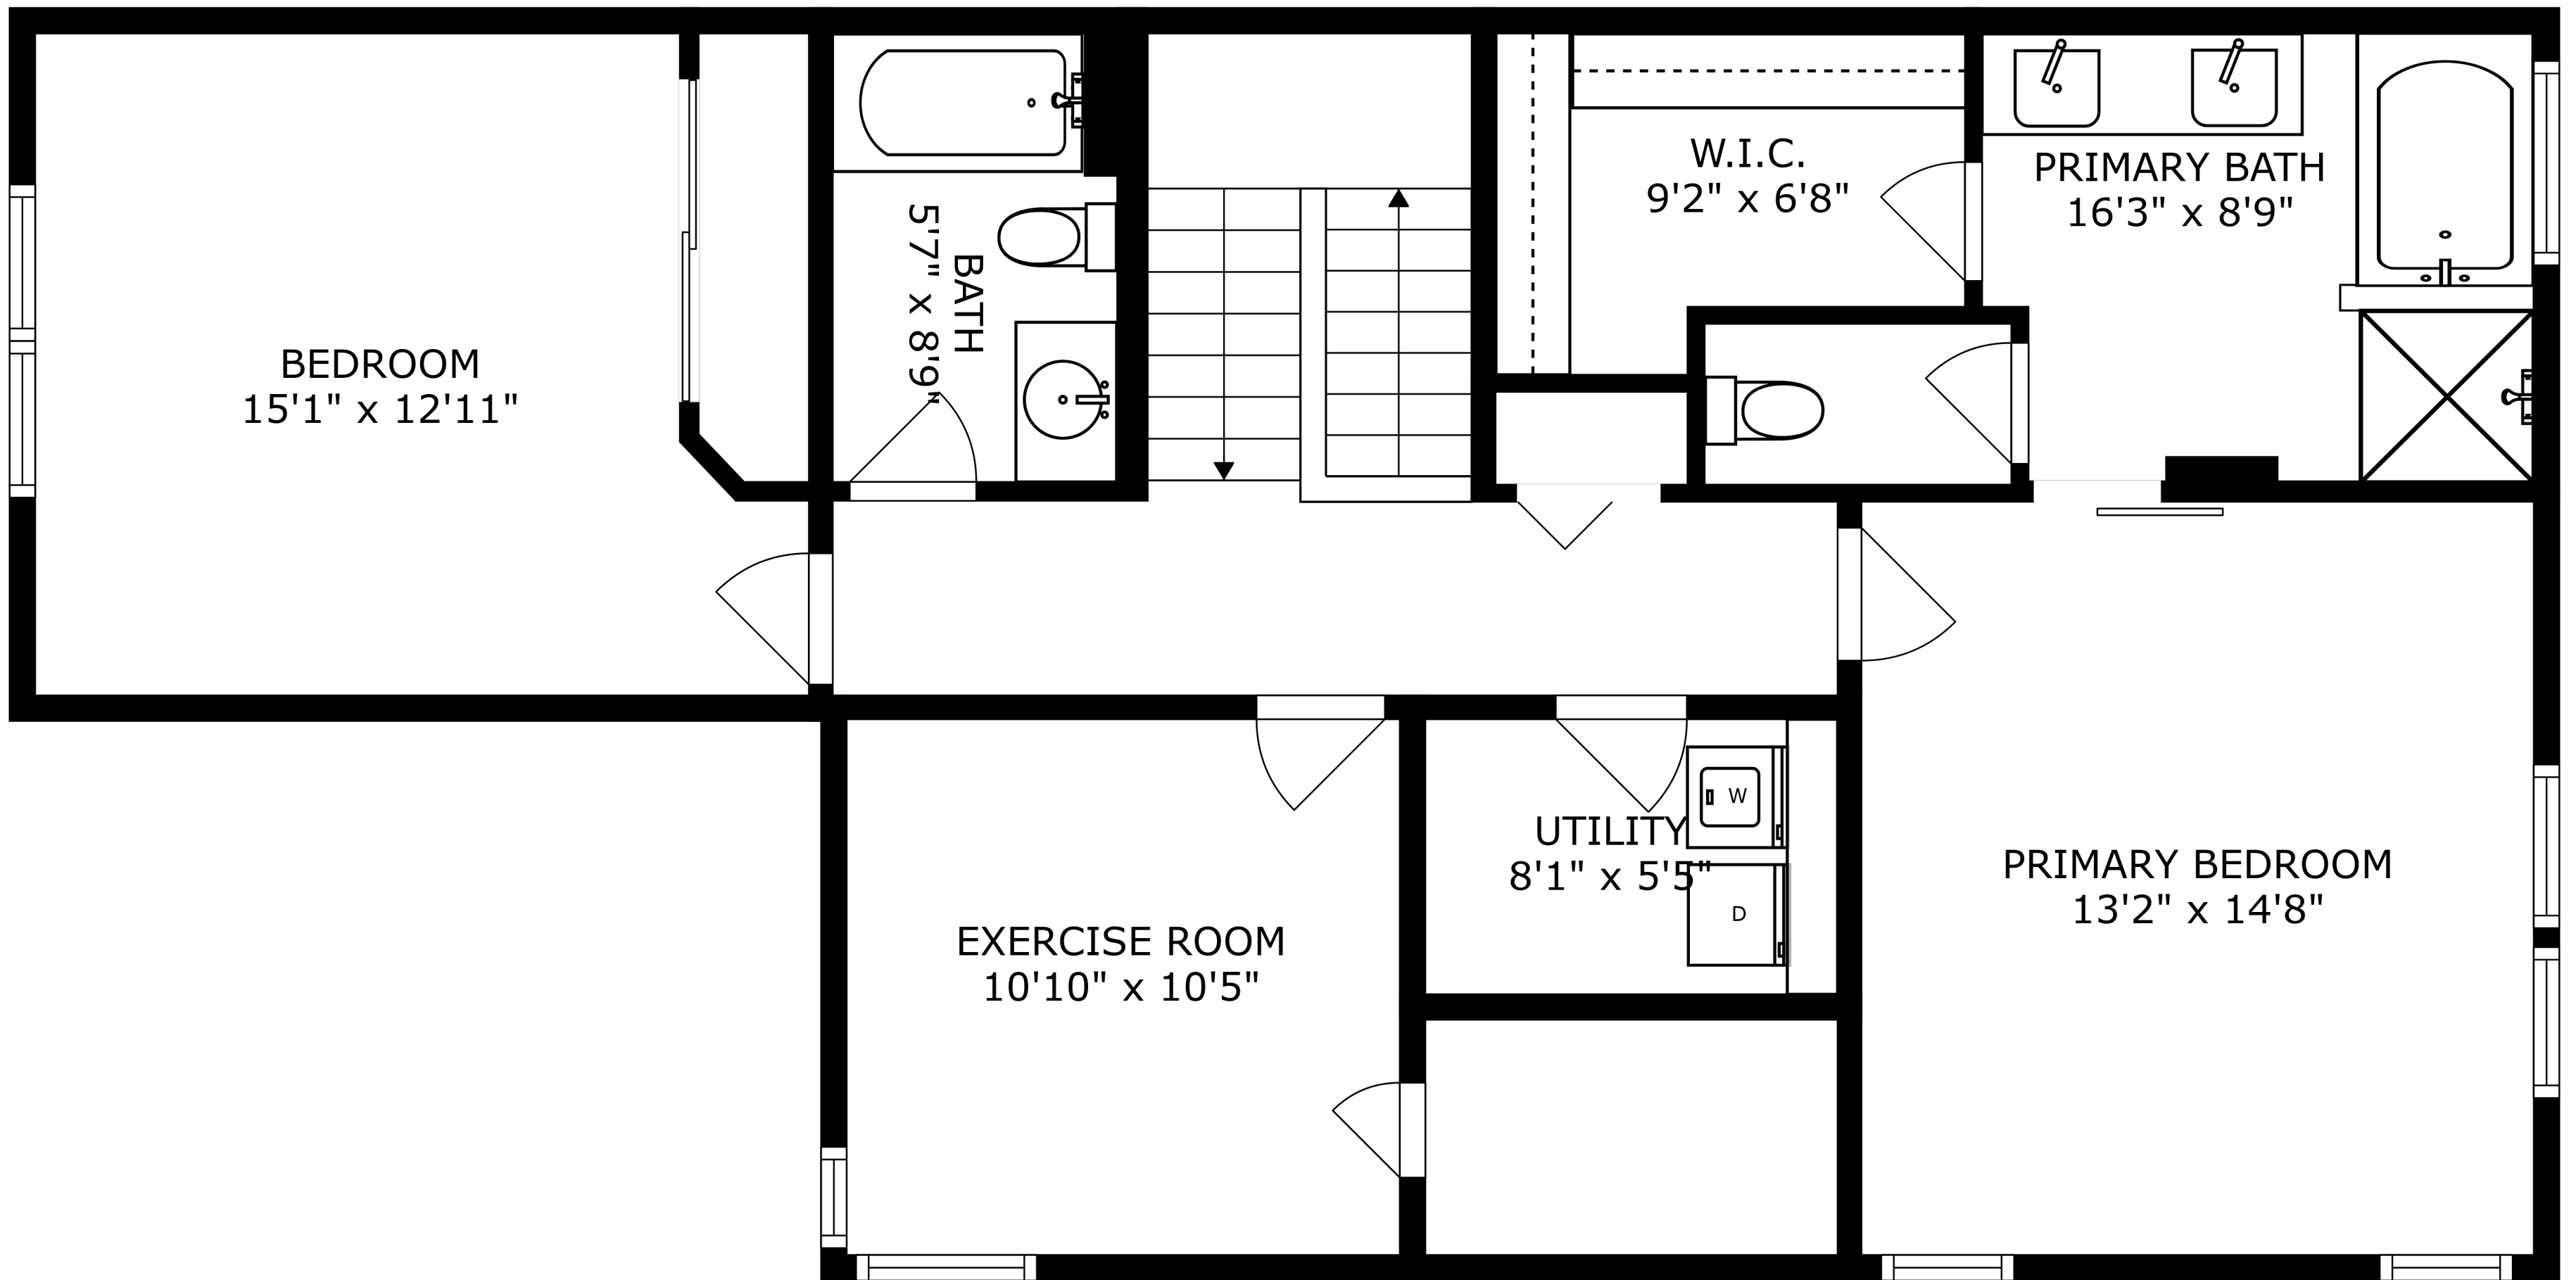 W.I.C.
9'2" x 6'8"
PRIMARY BATH
16'3" x 8'9"
BATH
5'7" x 8'9"
BEDROOM
15'1" x 12'11"
W
UTILITY
8'1" x 5'5"
D
PRIMARY BEDROOM
13'2" x 14'8"
EXERCISE ROOM
10'10" x 10'5"